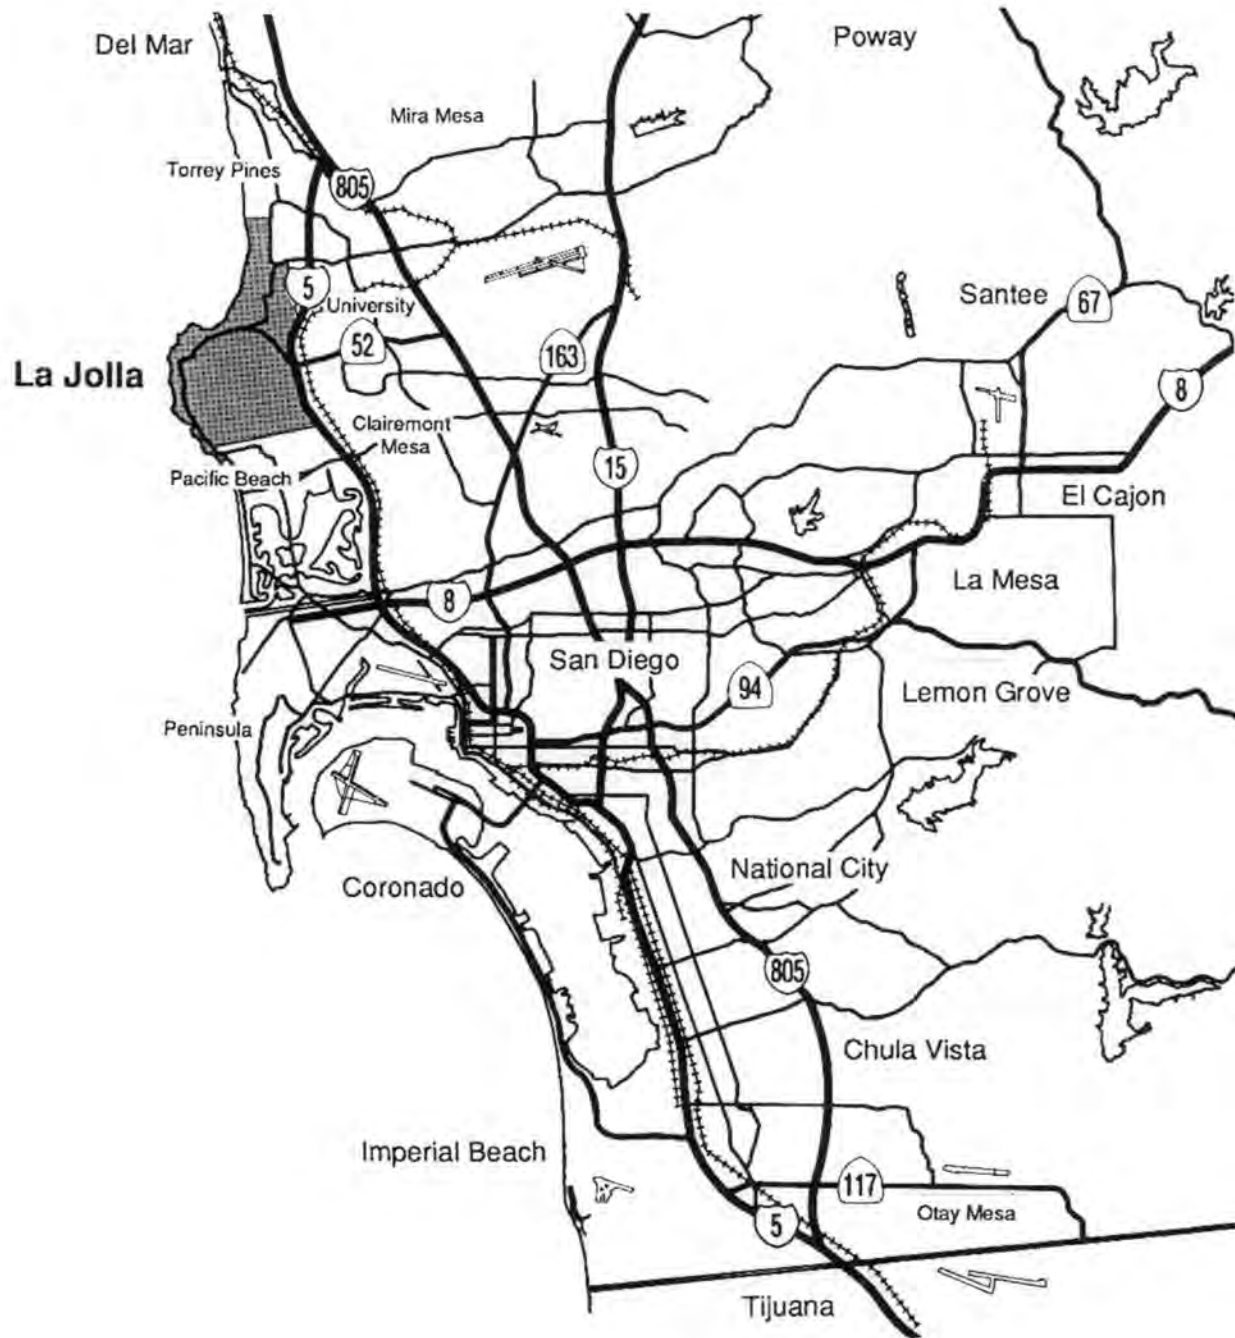 Del Mar
Poway
Mira Mesa
Torrey Pines
805
5
University
Santee
67
52
163
La Jolla
8
Clairemont
Mesa
15
Pacific Beach
El Cajon
8
La Mesa
San Diego
94
Lemon Grove
Peninsula
National City
Coronado
805
Chula Vista
Imperial Beach
117
5
Otay Mesa
Tijuana